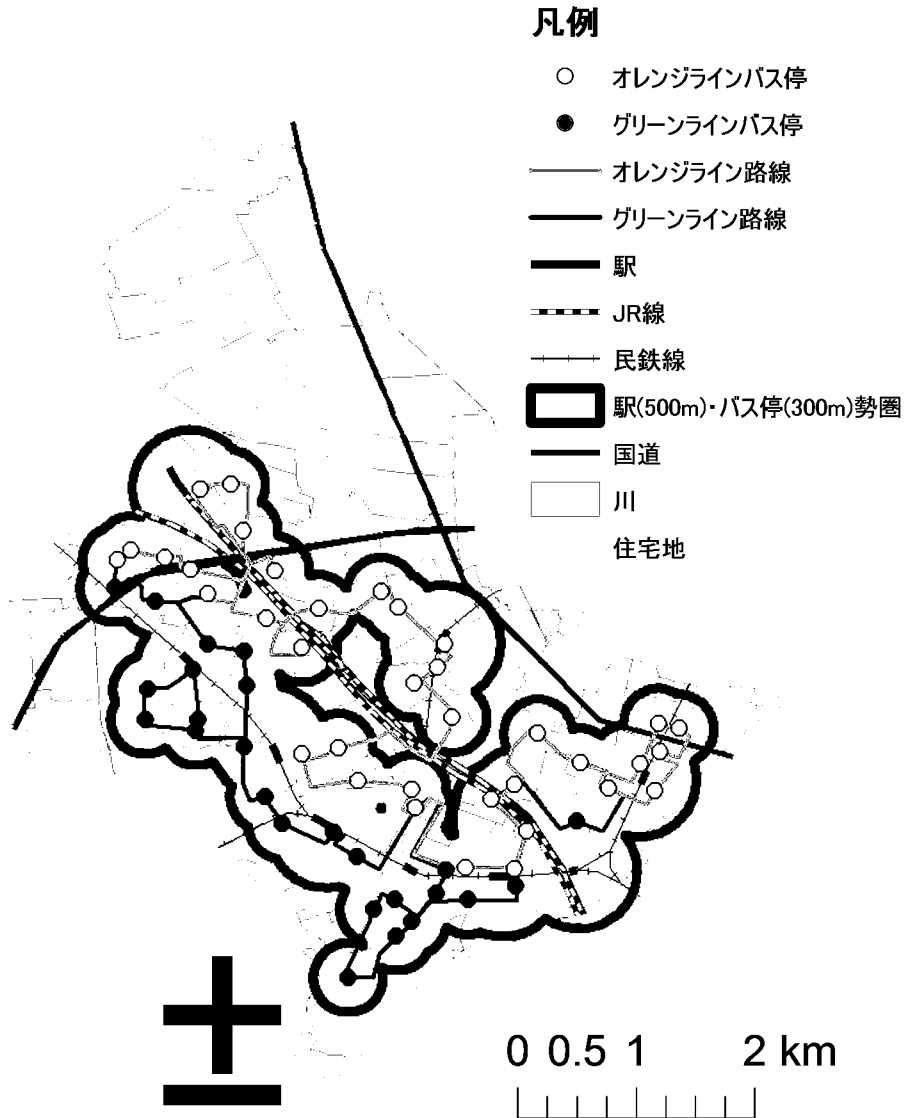 凡例
オレンジラインバス停
グリーンラインバス停
オレンジライン路線
グリーンライン路線
駅
JR線
民鉄線
駅(500m)・バス停(300m)勢圏
国道
川
住宅地
0 0.5 1 2 km